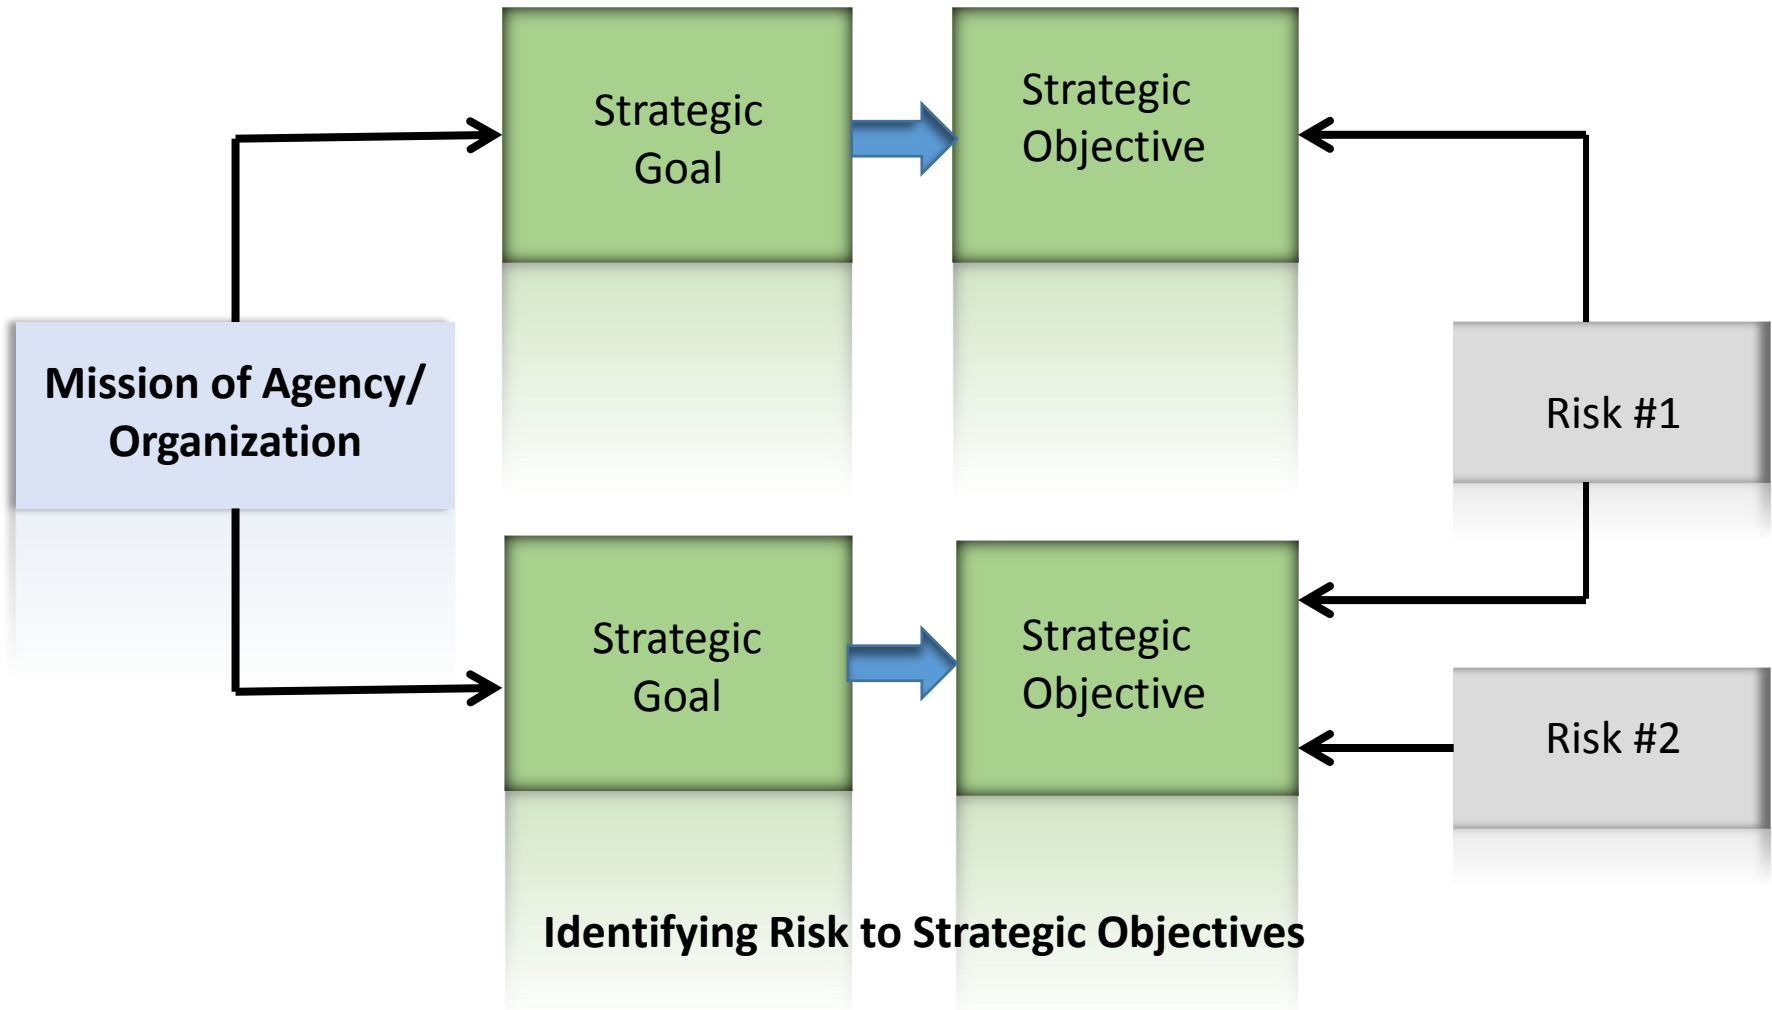 Strategic
Goal
Strategic
Objective
Mission of Agency/
Organization
Risk #1
Strategic
Goal
Strategic
Objective
Risk #2
Identifying Risk to Strategic Objectives